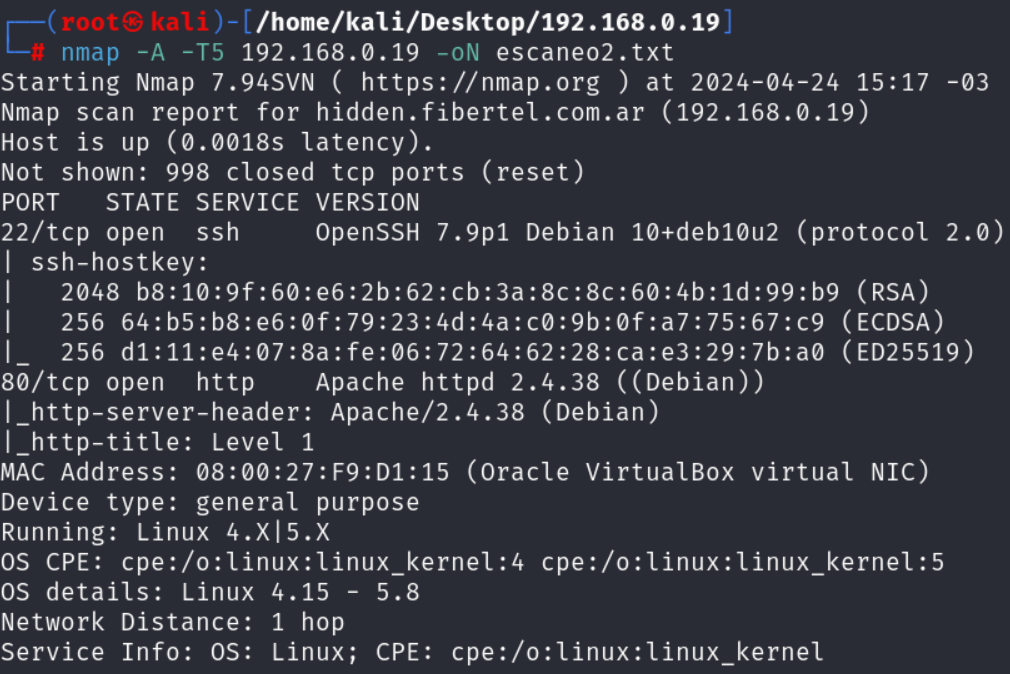 ┌──(root㉿kali)-[/home/kali/Desktop/192.168.0.19]
└─# nmap -A -T5 192.168.0.19 -oN escaneo2.txt
Starting Nmap 7.94SVN ( https://nmap.org ) at 2024-04-24 15:17 -03
Nmap scan report for hidden.fibertel.com.ar (192.168.0.19)
Host is up (0.0018s latency).
Not shown: 998 closed tcp ports (reset)
PORT   STATE SERVICE VERSION
22/tcp open  ssh     OpenSSH 7.9p1 Debian 10+deb10u2 (protocol 2.0)
| ssh-hostkey:
|   2048 b8:10:9f:60:e6:2b:62:cb:3a:8c:8c:60:4b:1d:99:b9 (RSA)
|   256 64:b5:b8:e6:0f:79:23:4d:4a:c0:9b:0f:a7:75:67:c9 (ECDSA)
|_  256 d1:11:e4:07:8a:fe:06:72:64:62:28:ca:e3:29:7b:a0 (ED25519)
80/tcp open  http    Apache httpd 2.4.38 ((Debian))
|_http-server-header: Apache/2.4.38 (Debian)
|_http-title: Level 1
MAC Address: 08:00:27:F9:D1:15 (Oracle VirtualBox virtual NIC)
Device type: general purpose
Running: Linux 4.X|5.X
OS CPE: cpe:/o:linux:linux_kernel:4 cpe:/o:linux:linux_kernel:5
OS details: Linux 4.15 - 5.8
Network Distance: 1 hop
Service Info: OS: Linux; CPE: cpe:/o:linux:linux_kernel